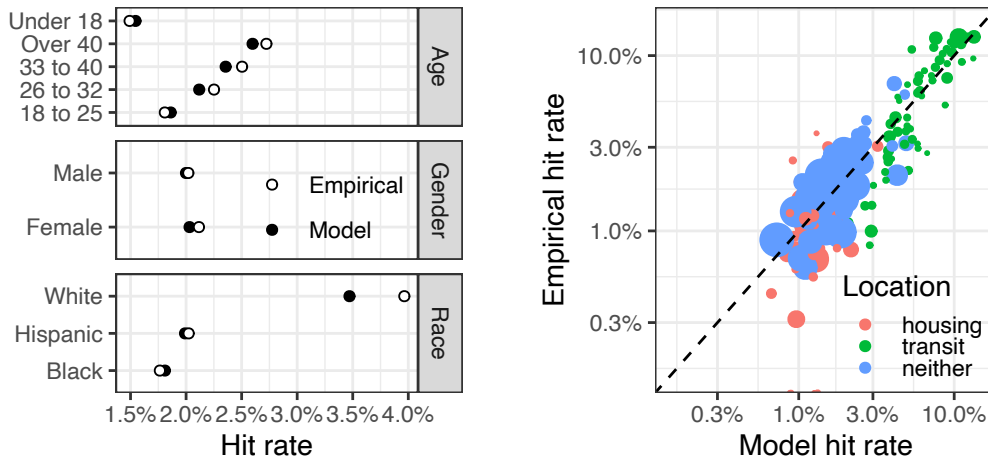 Under 18
Over 40
33 to 40
26 to 32
18 to 25
Age
Male
Female
Gender
Empirical
Model
White
Hispanic
Black
Race
1.5% 2.0% 2.5% 3.0% 3.5% 4.0%
Hit rate
Empirical hit rate
10.0%
3.0%
1.0%
0.3%
Location
housing
transit
neither
0.3% 1.0% 3.0% 10.0%
Model hit rate